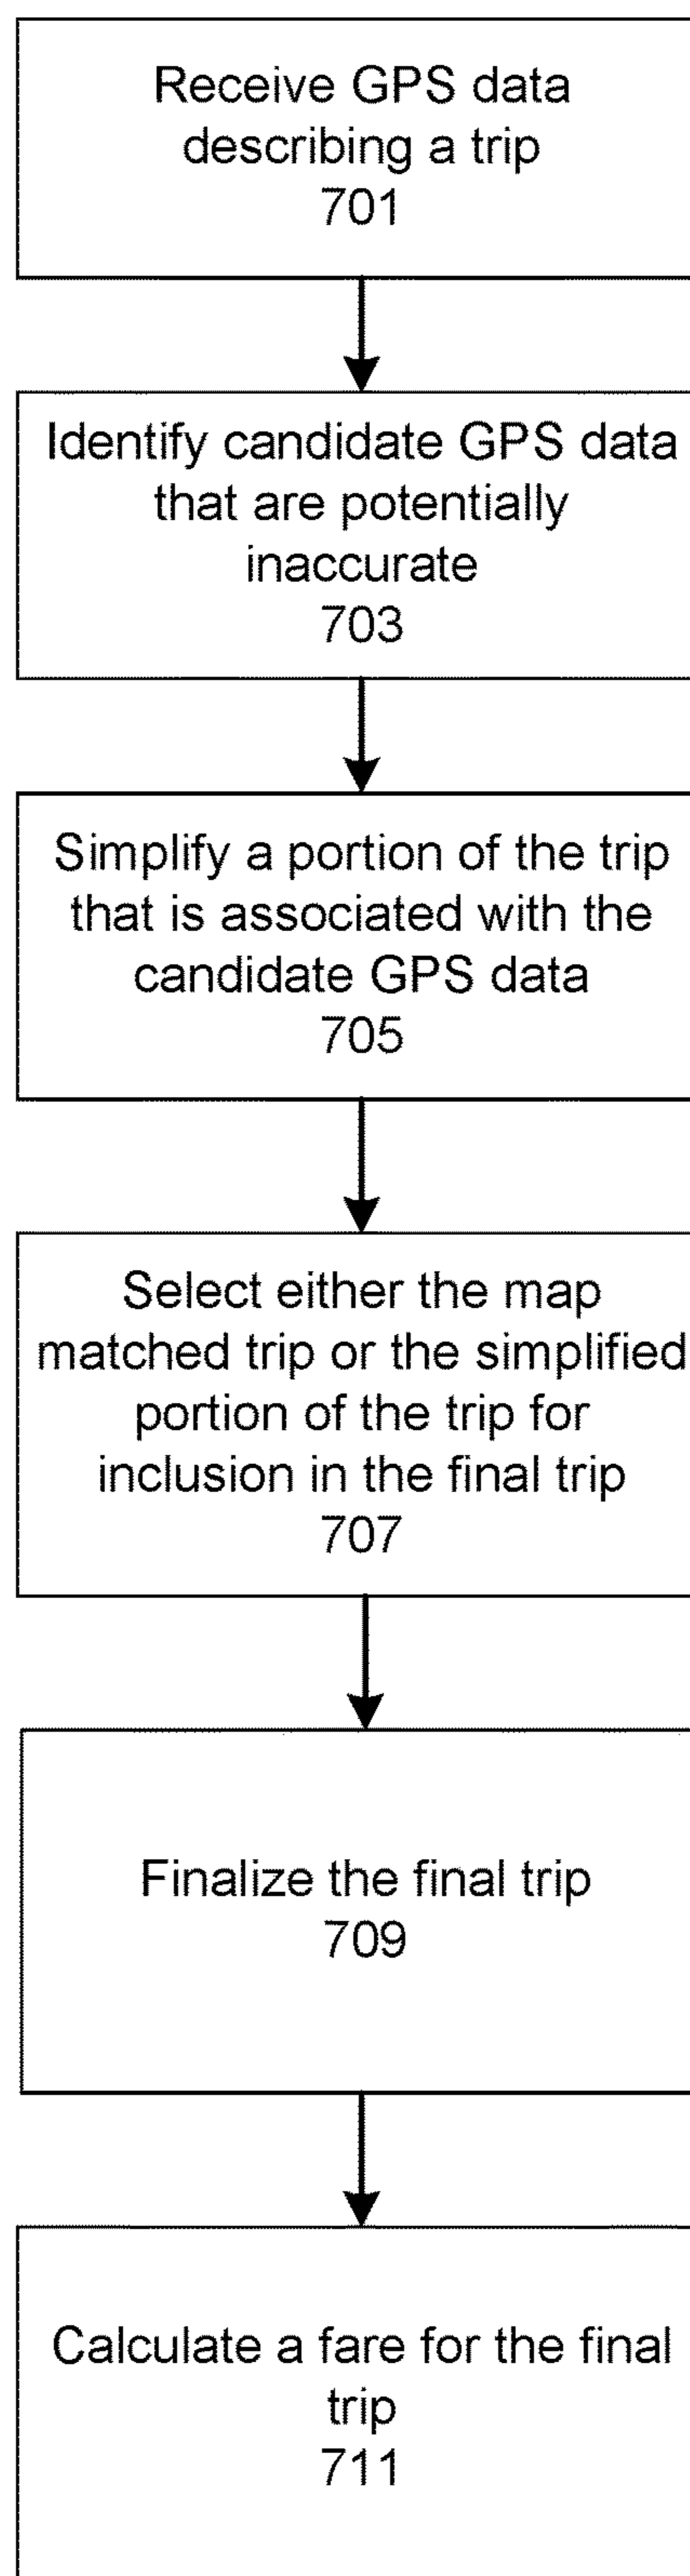 Receive GPS data
describing a trip
701
Identify candidate GPS data
that are potentially
inaccurate
703
Simplify a portion of the trip
that is associated with the
candidate GPS data
705
Select either the map
matched trip or the simplified
portion of the trip for
inclusion in the final trip
707
Finalize the final trip
709
Calculate a fare for the final
trip
711